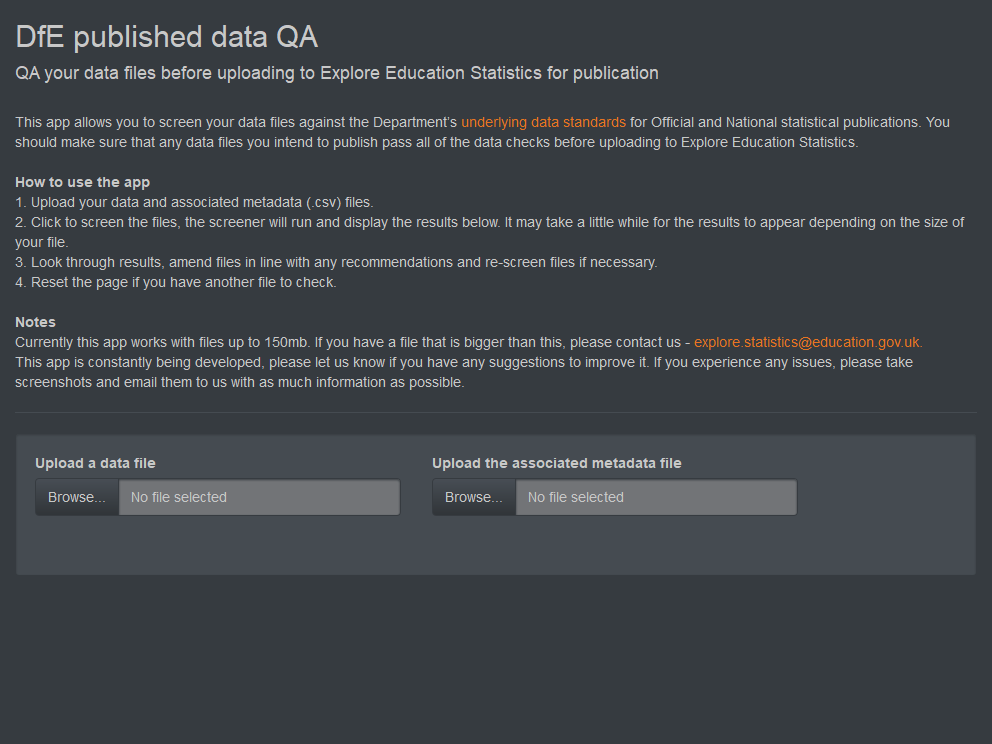 DfE published data QA
QA your data files before uploading to Explore Education Statistics for publication
This app allows you to screen your data files against the Department's underlying data standards for Official and National statistical publications. You
should make sure that any data files you intend to publish pass all of the data checks before uploading to Explore Education Statistics.
How to use the app
1. Upload your data and associated metadata (.csv) files.
2. Click to screen the files, the screener will run and display the results below. It may take a little while for the results to appear depending on the size of
your file.
3. Look through results, amend files in line with any recommendations and re-screen files if necessary.
4. Reset the page if you have another file to check.
Notes
Currently this app works with files up to 150mb. If you have a file that is bigger than this, please contact us - explore.statistics@education.gov.uk.
This app is constantly being developed, please let us know if you have any suggestions to improve it. If you experience any issues, please take
screenshots and email them to us with as much information as possible.
Upload a data file
Browse... No file selected
Upload the associated metadata file
Browse... No file selected